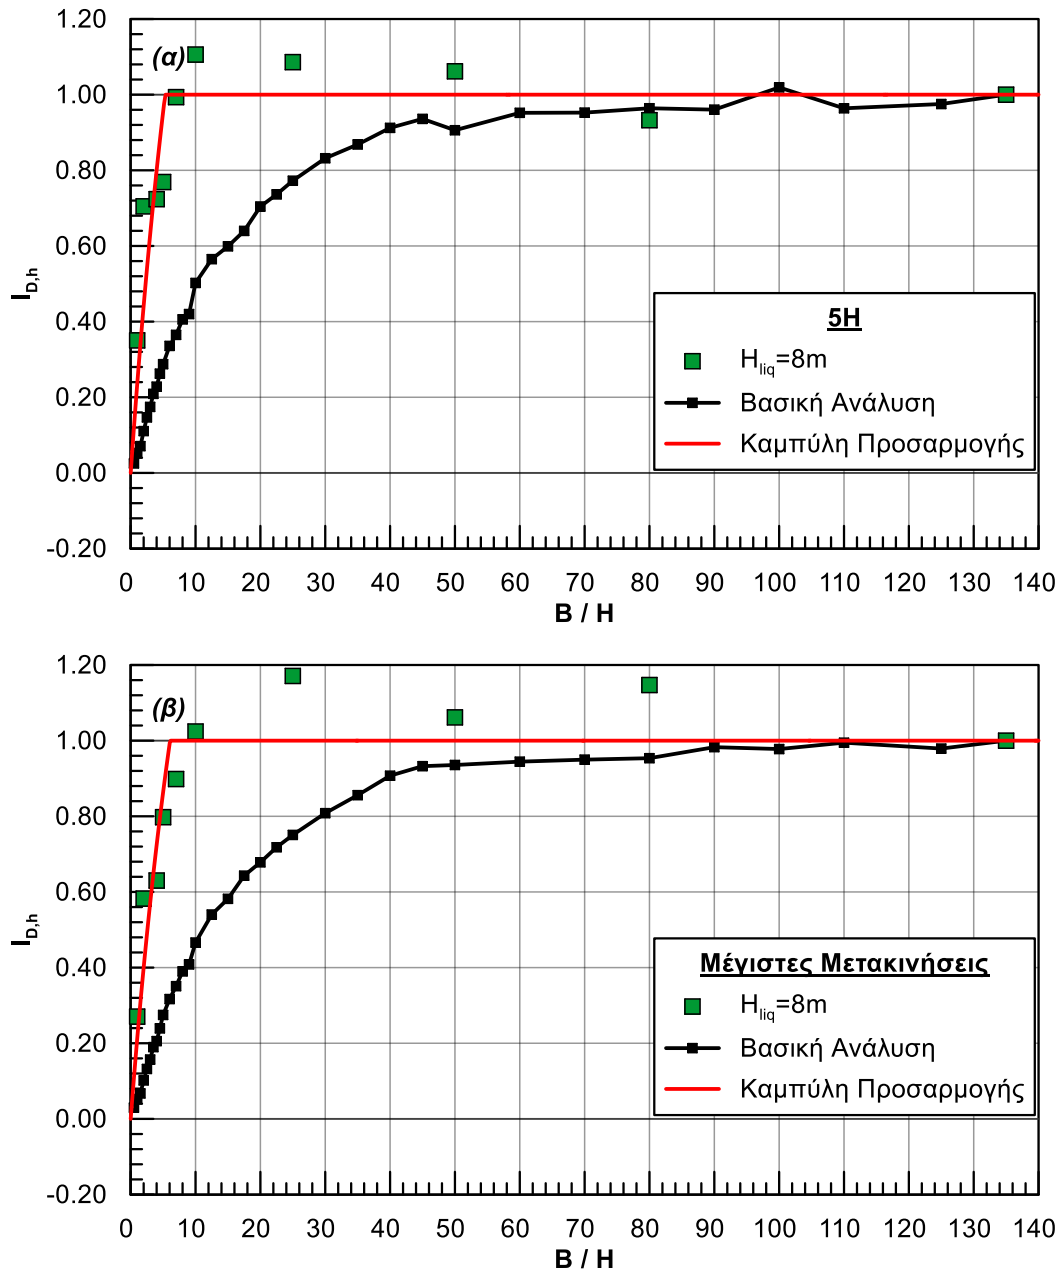 1.20
(α)
1.00
0.80
0.60
0.40
0.20
0.00
-0.20
I_D,h
5H
H_liq=8m
Βασική Ανάλυση
Καμπύλη Προσαρμογής
0 10 20 30 40 50 60 70 80 90 100 110 120 130 140
B / H
1.20
(β)
1.00
0.80
0.60
0.40
0.20
0.00
-0.20
I_D,h
Μέγιστες Μετακινήσεις
H_liq=8m
Βασική Ανάλυση
Καμπύλη Προσαρμογής
0 10 20 30 40 50 60 70 80 90 100 110 120 130 140
B / H